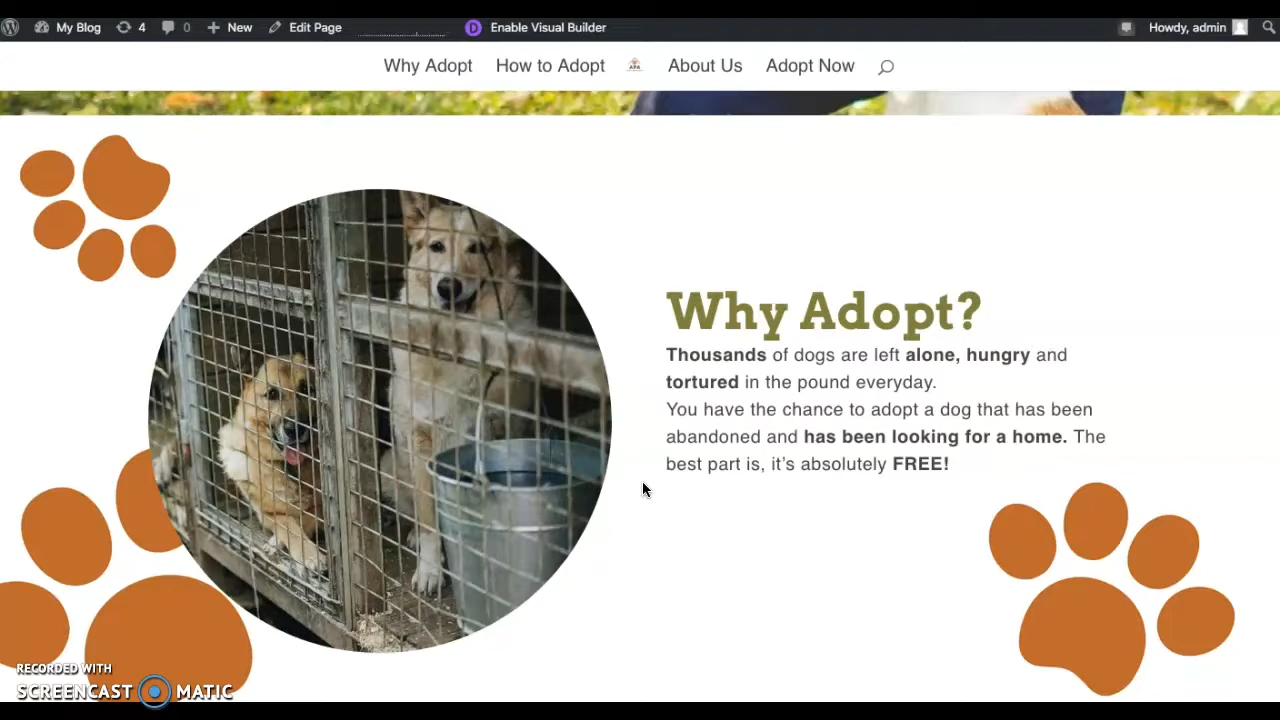 My Blog 4 0 New Edit Page Enable Visual Builder Howdy, admin
Why Adopt How to Adopt APA About Us Adopt Now
Why Adopt?
Thousands of dogs are left alone, hungry and
tortured in the pound everyday.
You have the chance to adopt a dog that has been
abandoned and has been looking for a home. The
best part is, it’s absolutely FREE!
RECORDED WITH
SCREENCAST MATIC